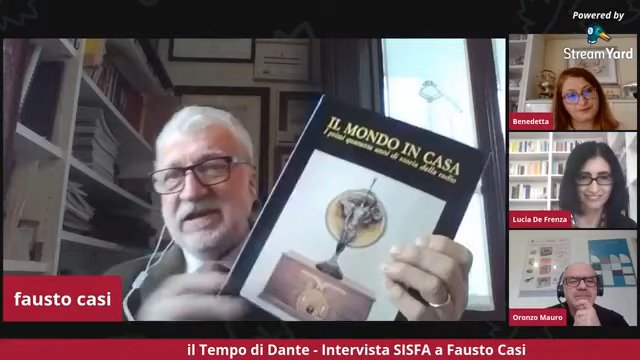 Powered by
StreamYard
IL MONDO IN CASA
i primi quaranta anni di storia della radio
Benedetta
Lucia De Frenza
Oronzo Mauro
fausto casi
il Tempo di Dante - Intervista SISFA a Fausto Casi